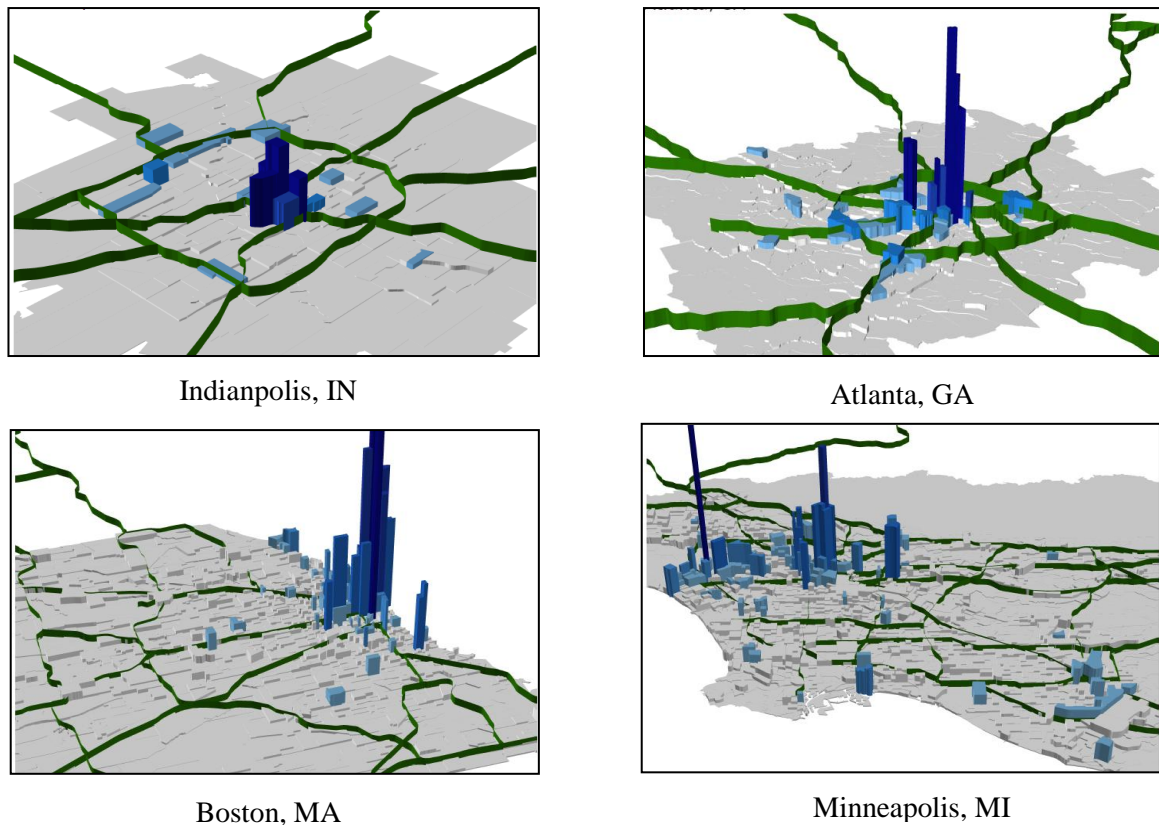 Indianpolis, IN
Atlanta, GA
Boston, MA
Minneapolis, MI